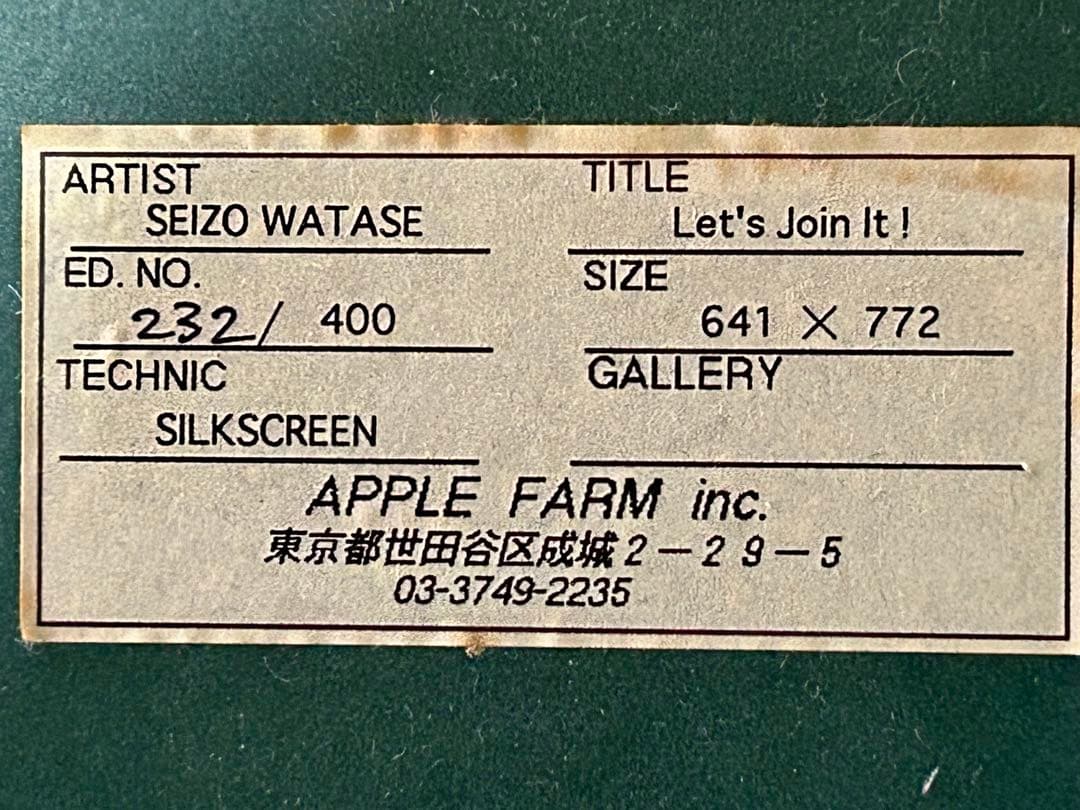 ARTIST TITLE
SEIZO WATASE Let's Join It !
ED. NO. SIZE
232/ 400 641 × 772
TECHNIC GALLERY
SILKSCREEN
APPLE FARM inc.
東京都世田谷区成城2－29－5
03-3749-2235